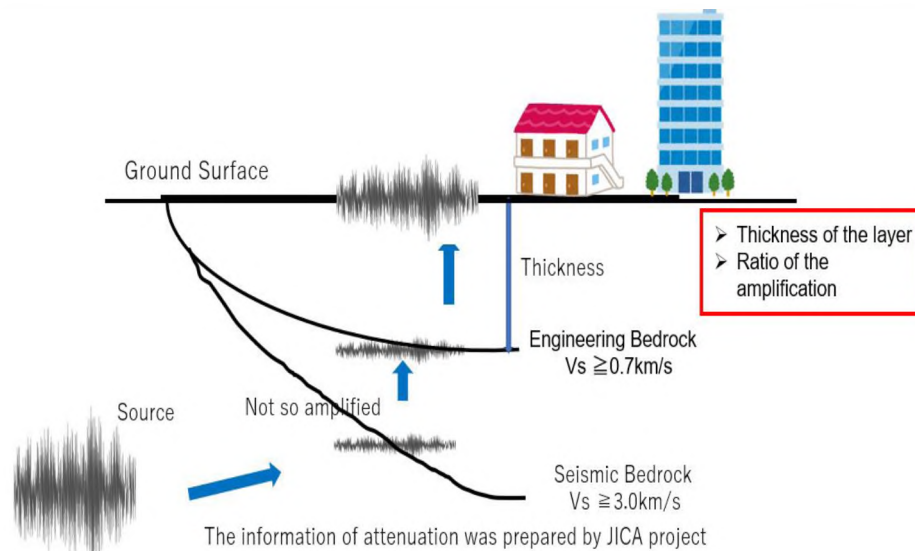 Ground Surface
➢ Thickness of the layer
➢ Ratio of the
amplification
Thickness
Engineering Bedrock
Vs ≧0.7km/s
Source
Not so amplified
Seismic Bedrock
Vs ≧3.0km/s
The information of attenuation was prepared by JICA project